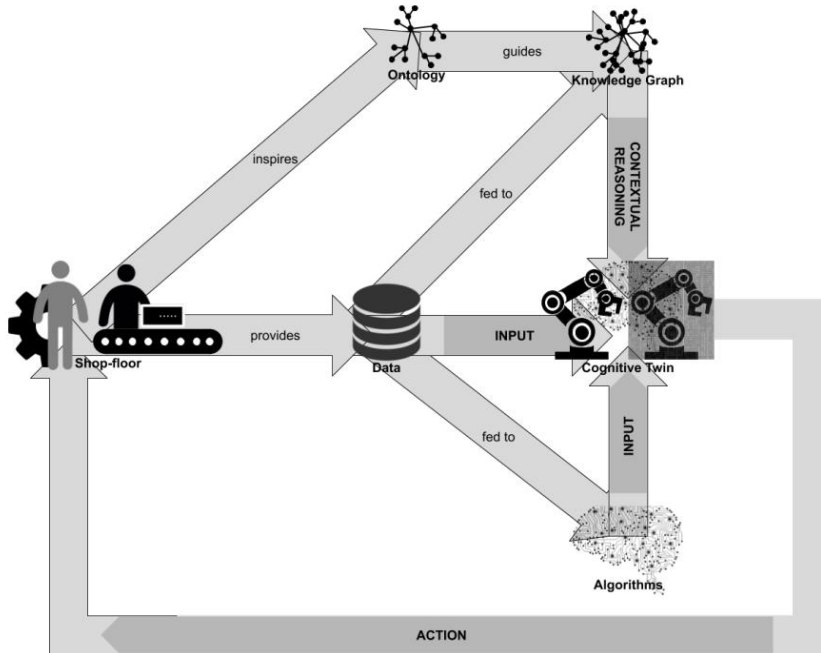 Ontology
guides
Knowledge Graph
inspires
fed to
CONTEXTUAL
REASONING
provides
INPUT
Shop-floor
Data
Cognitive Twin
fed to
INPUT
Algorithms
ACTION